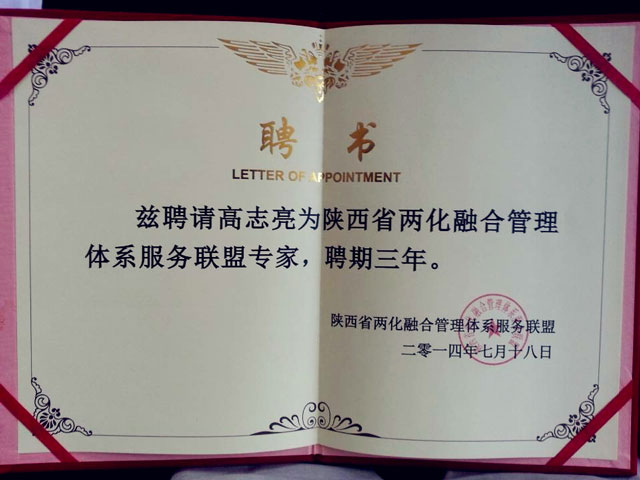 聘 书
LETTER OF APPOINTMENT
兹聘请高志亮为陕西省两化融合管理
体系服务联盟专家，聘期三年。
陕西省两化融合管理体系服务联盟
二零一四年七月十八日